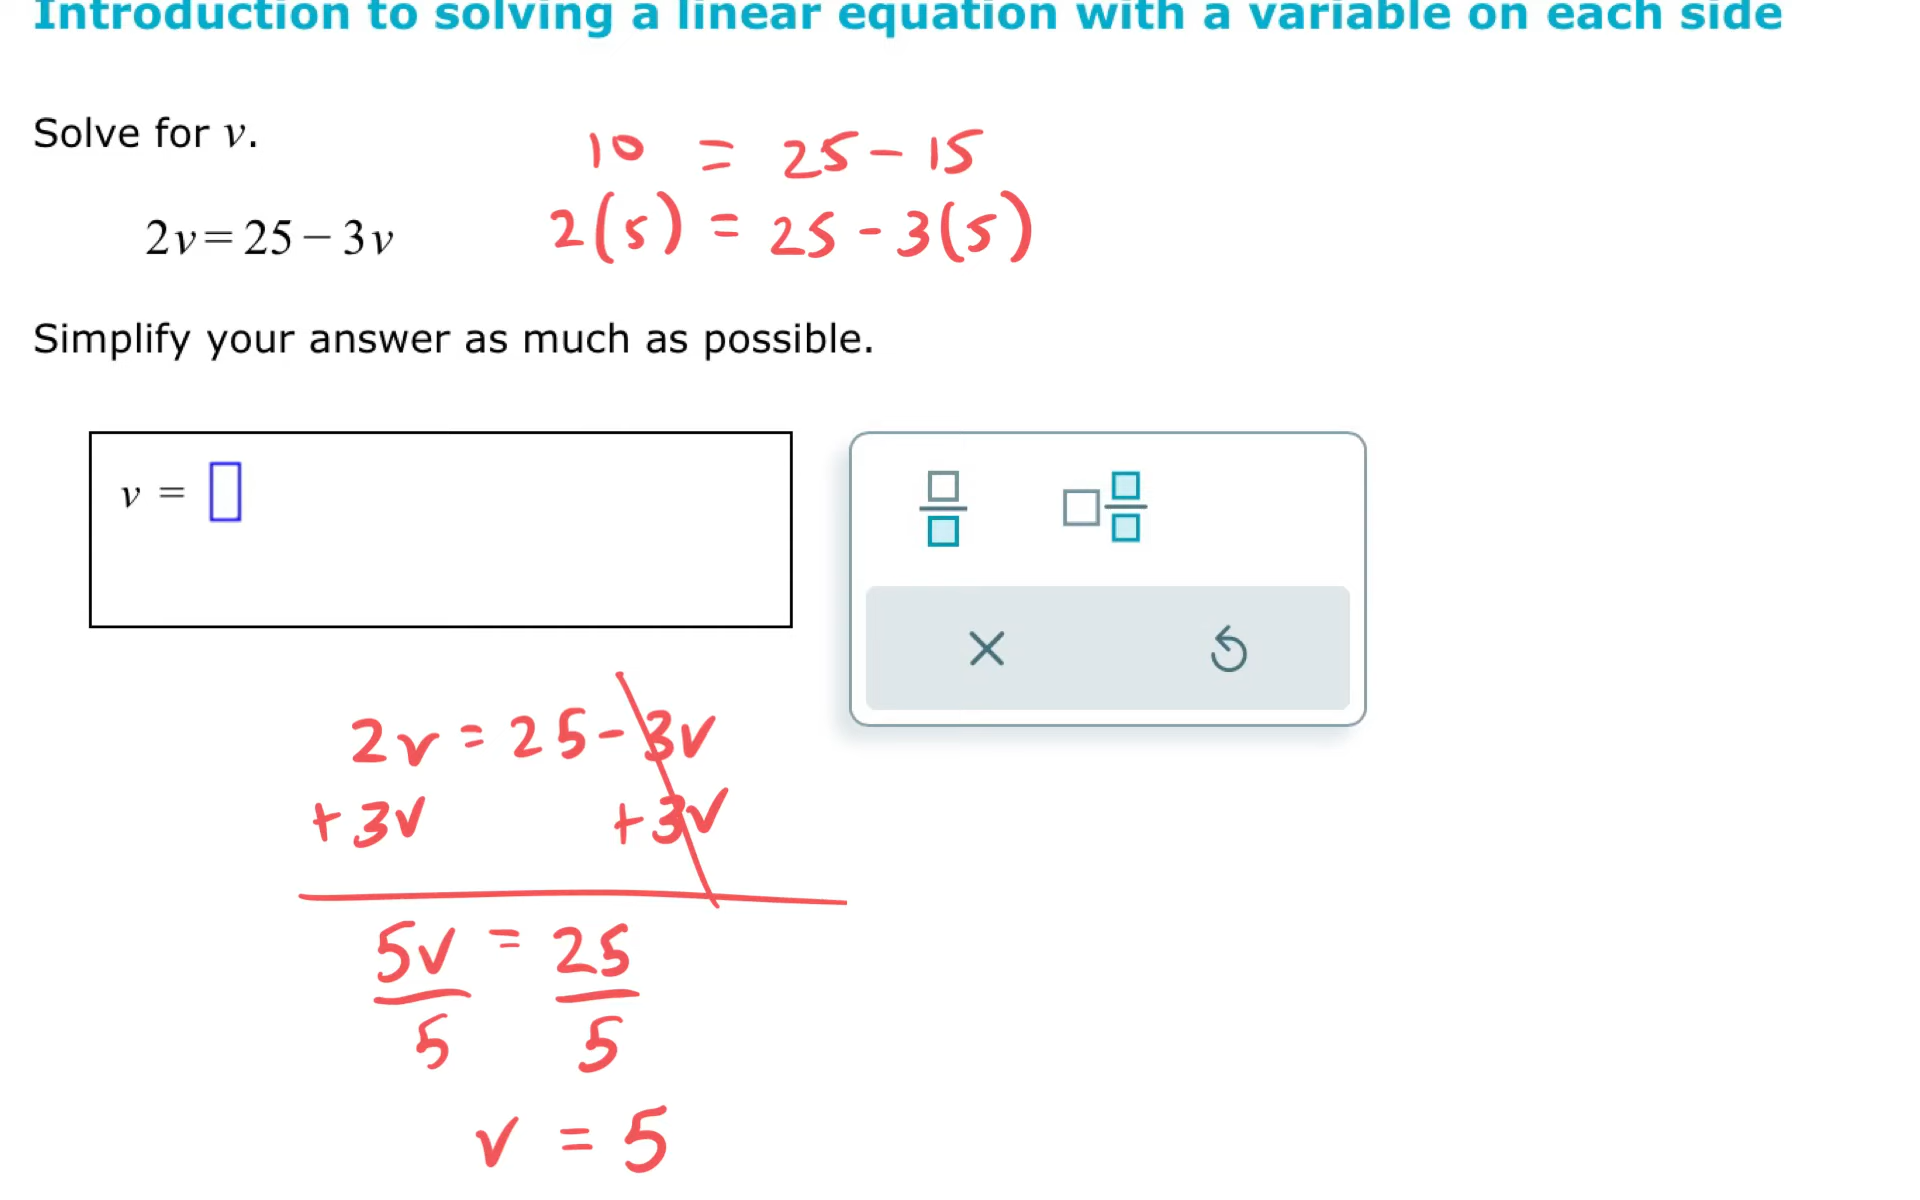 Introduction to solving a linear equation with a variable on each side
Solve for v.
10 = 25 - 15
2v = 25 - 3v
2(5) = 25 - 3(5)
Simplify your answer as much as possible.
v =
2v = 25 - 3v
+3v +3v
5v = 25
5 5
v = 5